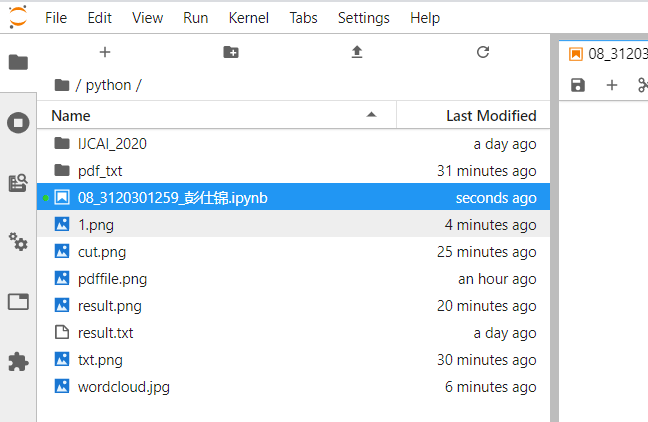 File Edit View Run Kernel Tabs Settings Help
/ python /
08_31203
Name Last Modified
IJCAI_2020 a day ago
pdf_txt 31 minutes ago
08_3120301259_彭仕锦.ipynb seconds ago
1.png 4 minutes ago
cut.png 25 minutes ago
pdffile.png an hour ago
result.png 20 minutes ago
result.txt a day ago
txt.png 30 minutes ago
wordcloud.jpg 6 minutes ago